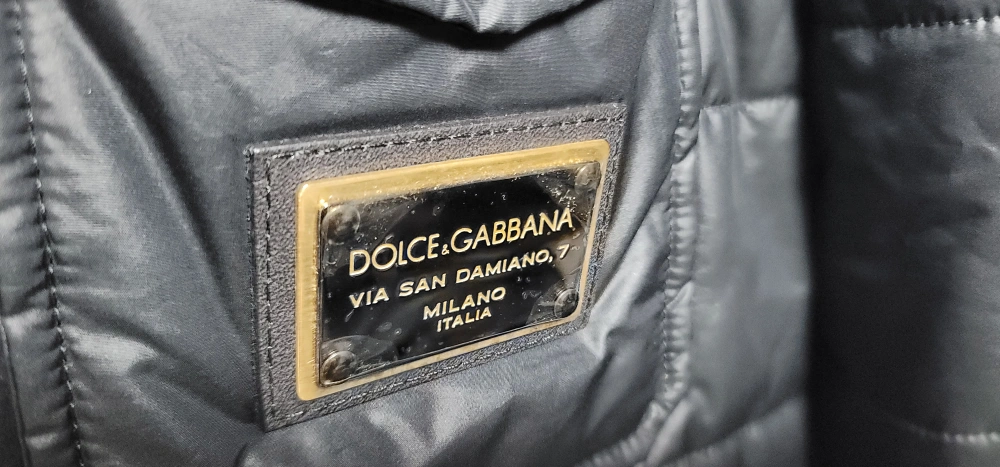 DOLCE&GABBANA
VIA SAN DAMIANO, 7
MILANO
ITALIA